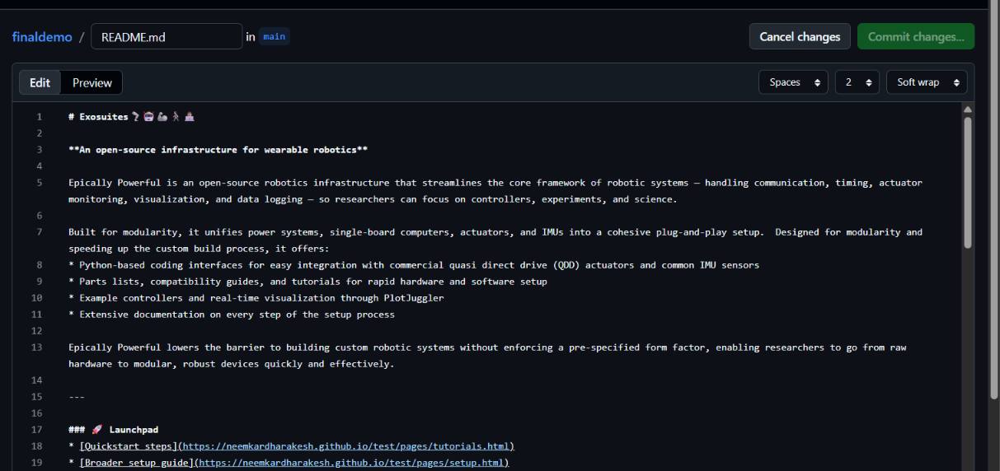 finaldemo / README.md in main
Cancel changes
Commit changes...
Edit
Preview
Spaces
2
Soft wrap
1 # Exosuites 🦿🤖🦾🚶👩‍💻
2
3 **An open-source infrastructure for wearable robotics**
4
5 Epically Powerful is an open-source robotics infrastructure that streamlines the core framework of robotic systems — handling communication, timing, actuator
monitoring, visualization, and data logging — so researchers can focus on controllers, experiments, and science.
6
7 Built for modularity, it unifies power systems, single-board computers, actuators, and IMUs into a cohesive plug-and-play setup.  Designed for modularity and
speeding up the custom build process, it offers:
8 * Python-based coding interfaces for easy integration with commercial quasi direct drive (QDD) actuators and common IMU sensors
9 * Parts lists, compatibility guides, and tutorials for rapid hardware and software setup
10 * Example controllers and real-time visualization through PlotJuggler
11 * Extensive documentation on every step of the setup process
12
13 Epically Powerful lowers the barrier to building custom robotic systems without enforcing a pre-specified form factor, enabling researchers to go from raw
hardware to modular, robust devices quickly and effectively.
14
15 ---
16
17 ### 🚀 Launchpad
18 * [Quickstart steps](https://neemkardharakesh.github.io/test/pages/tutorials.html)
19 * [Broader setup guide](https://neemkardharakesh.github.io/test/pages/setup.html)